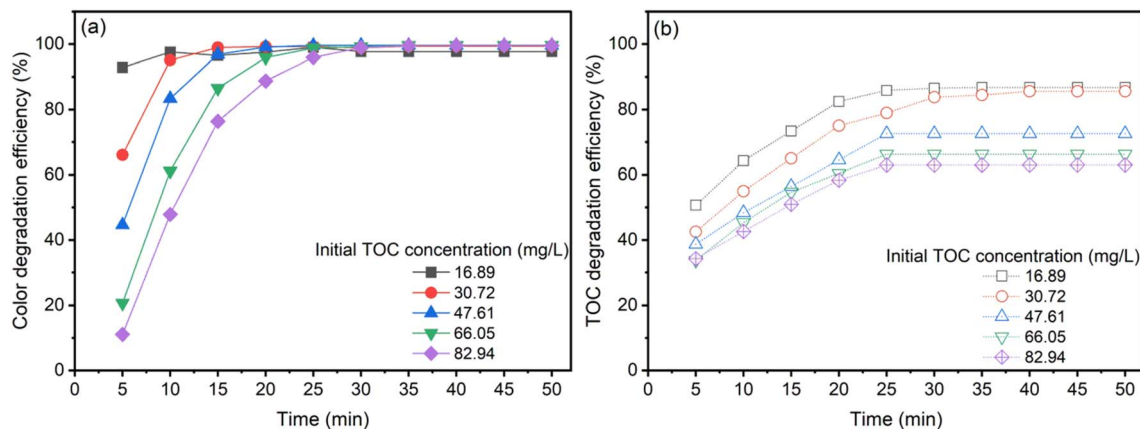 (a)
Color degradation efficiency (%)
100
80
60
40
20
0
Initial TOC concentration (mg/L)
16.89
30.72
47.61
66.05
82.94
0 5 10 15 20 25 30 35 40 45 50
Time (min)
(b)
TOC degradation efficiency (%)
100
80
60
40
20
0
Initial TOC concentration (mg/L)
16.89
30.72
47.61
66.05
82.94
0 5 10 15 20 25 30 35 40 45 50
Time (min)